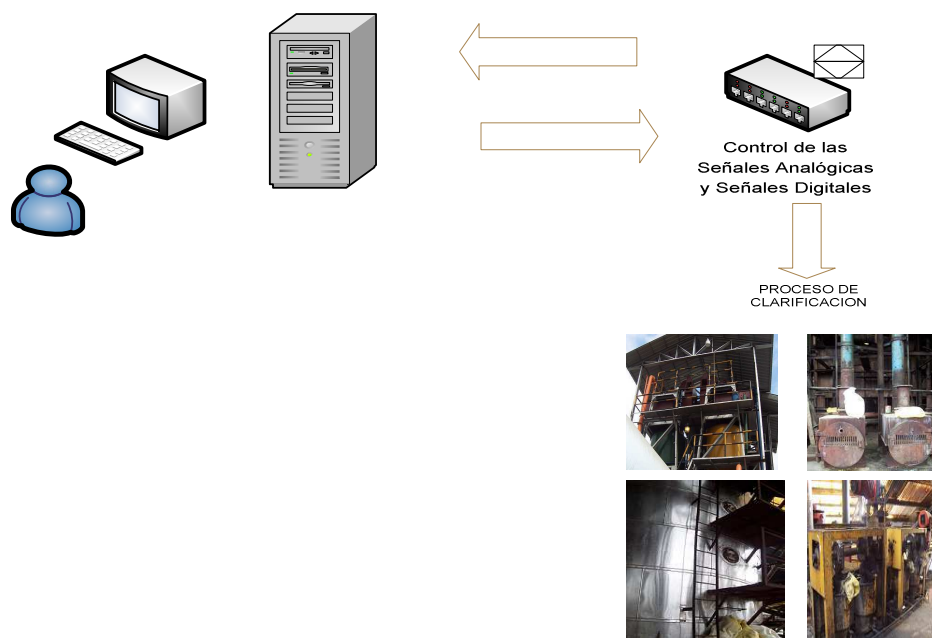 Control de las
Señales Analógicas
y Señales Digitales
PROCESO DE
CLARIFICACION